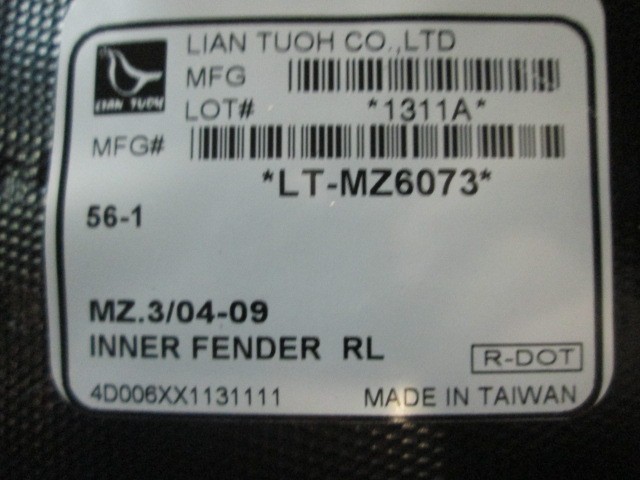 LIAN TUOH CO.,LTD
LIAN TUOH
MFG
LOT# *1311A*
MFG#
*LT-MZ6073*
56-1
MZ.3/04-09
INNER FENDER RL
R-DOT
4D006XX1131111 MADE IN TAIWAN